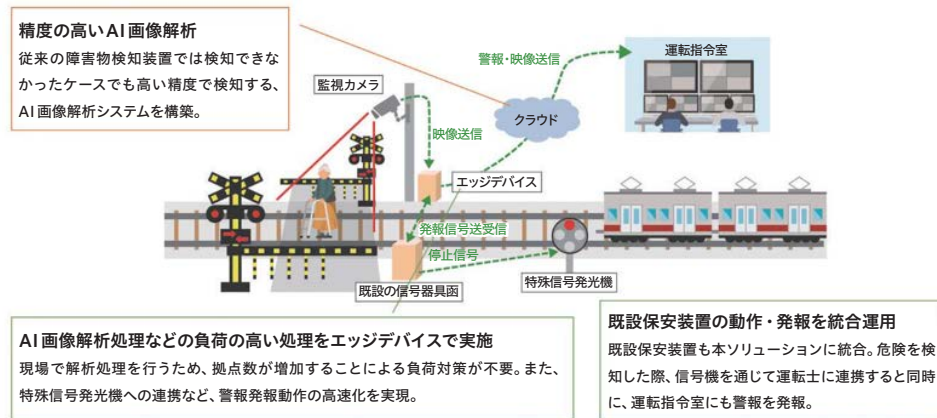 精度の高いAI画像解析
従来の障害物検知装置では検知できな
かったケースでも高い精度で検知する、
AI画像解析システムを構築。
監視カメラ
警報・映像送信
運転指令室
クラウド
映像送信
エッジデバイス
発報信号送受信
停止信号
既設の信号器具函
特殊信号発光機
AI画像解析処理などの負荷の高い処理をエッジデバイスで実施
現場で解析処理を行うため、拠点数が増加することによる負荷対策が不要。また、
特殊信号発光機への連携など、警報発報動作の高速化を実現。
既設保安装置の動作・発報を統合運用
既設保安装置も本ソリューションに統合。危険を検
知した際、信号機を通じて運転士に連携すると同時
に、運転指令室にも警報を発報。